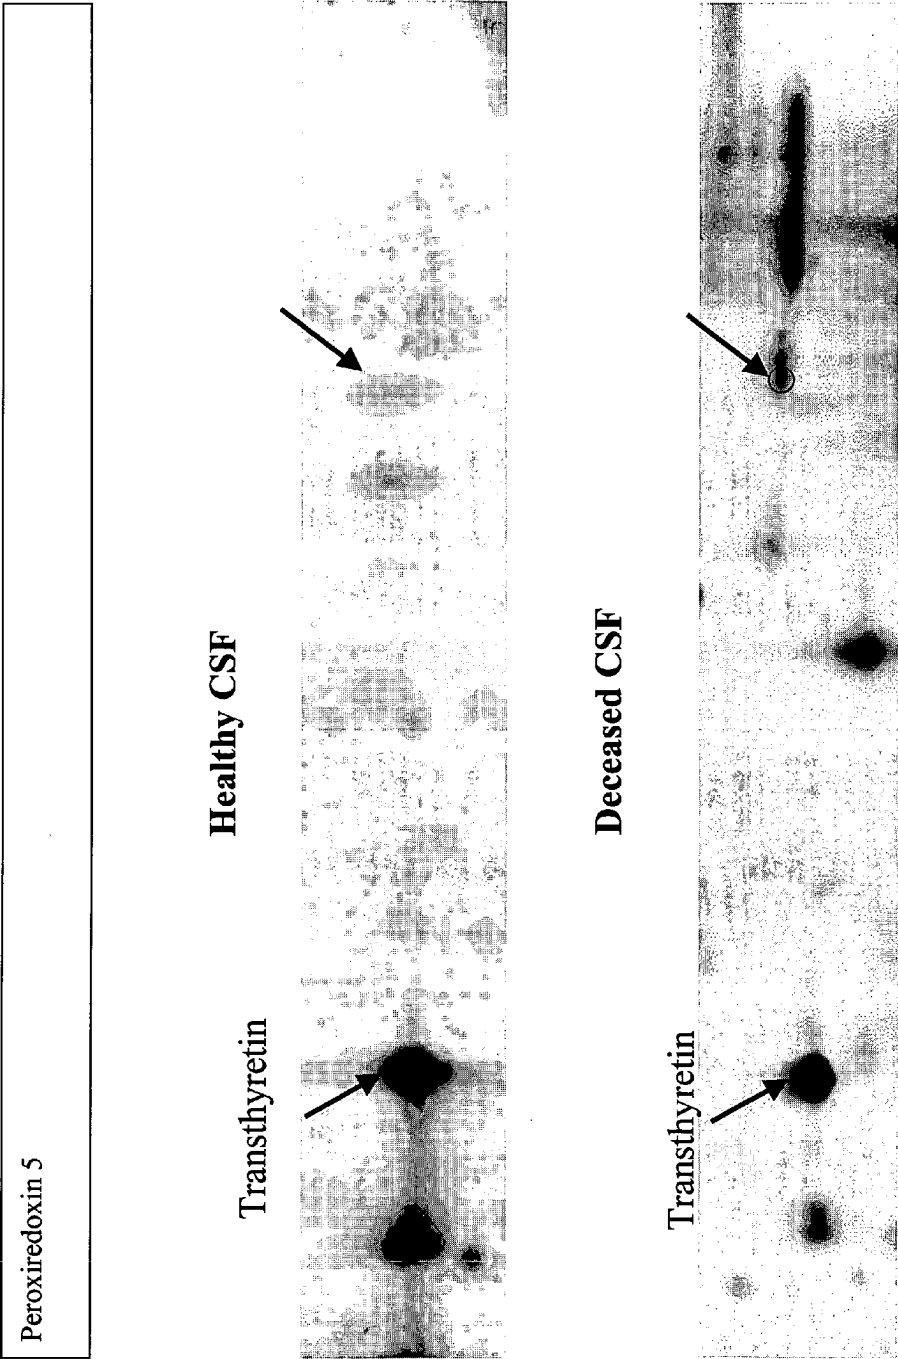 Peroxiredoxin 5
Healthy CSF
Transthyretin
Deceased CSF
Transthyretin